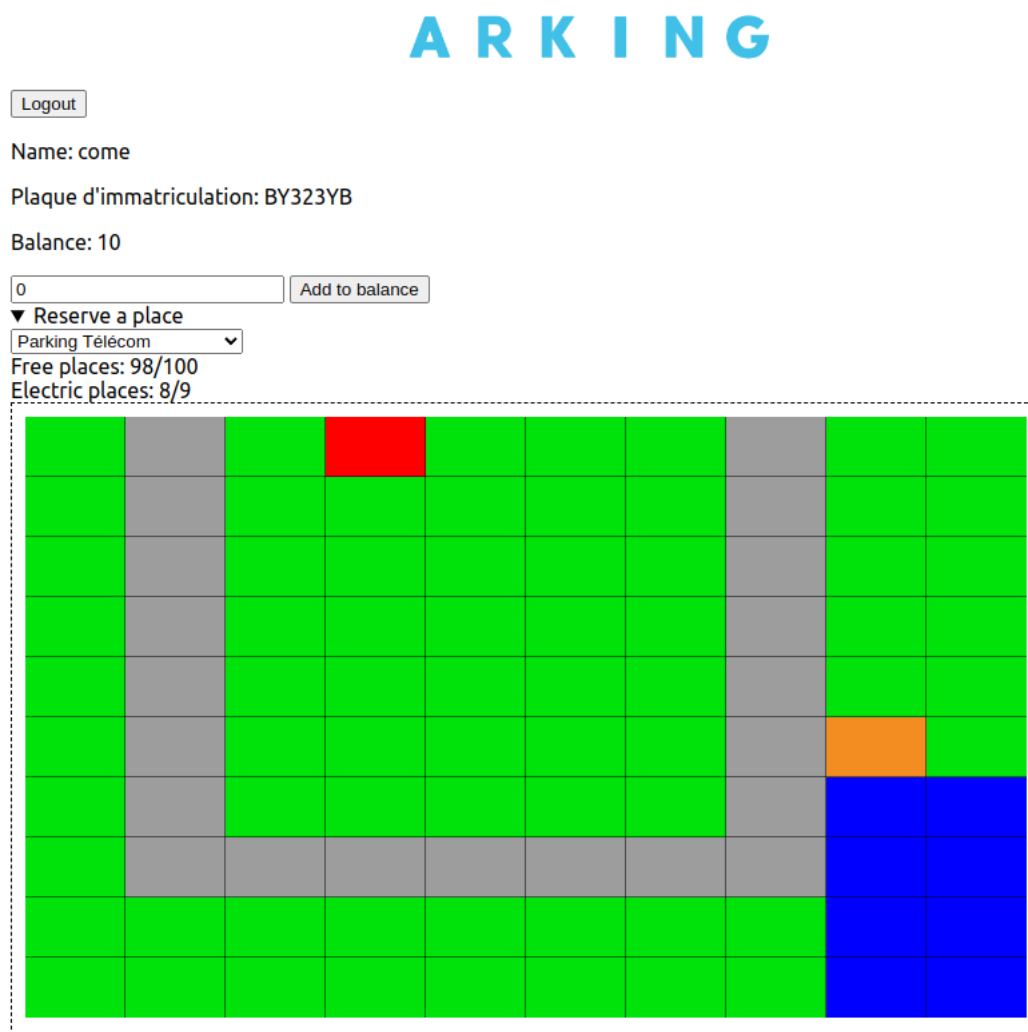 ARKING
Logout
Name: come
Plaque d'immatriculation: BY323YB
Balance: 10
0 Add to balance
▼ Reserve a place
Parking Télécom
Free places: 98/100
Electric places: 8/9